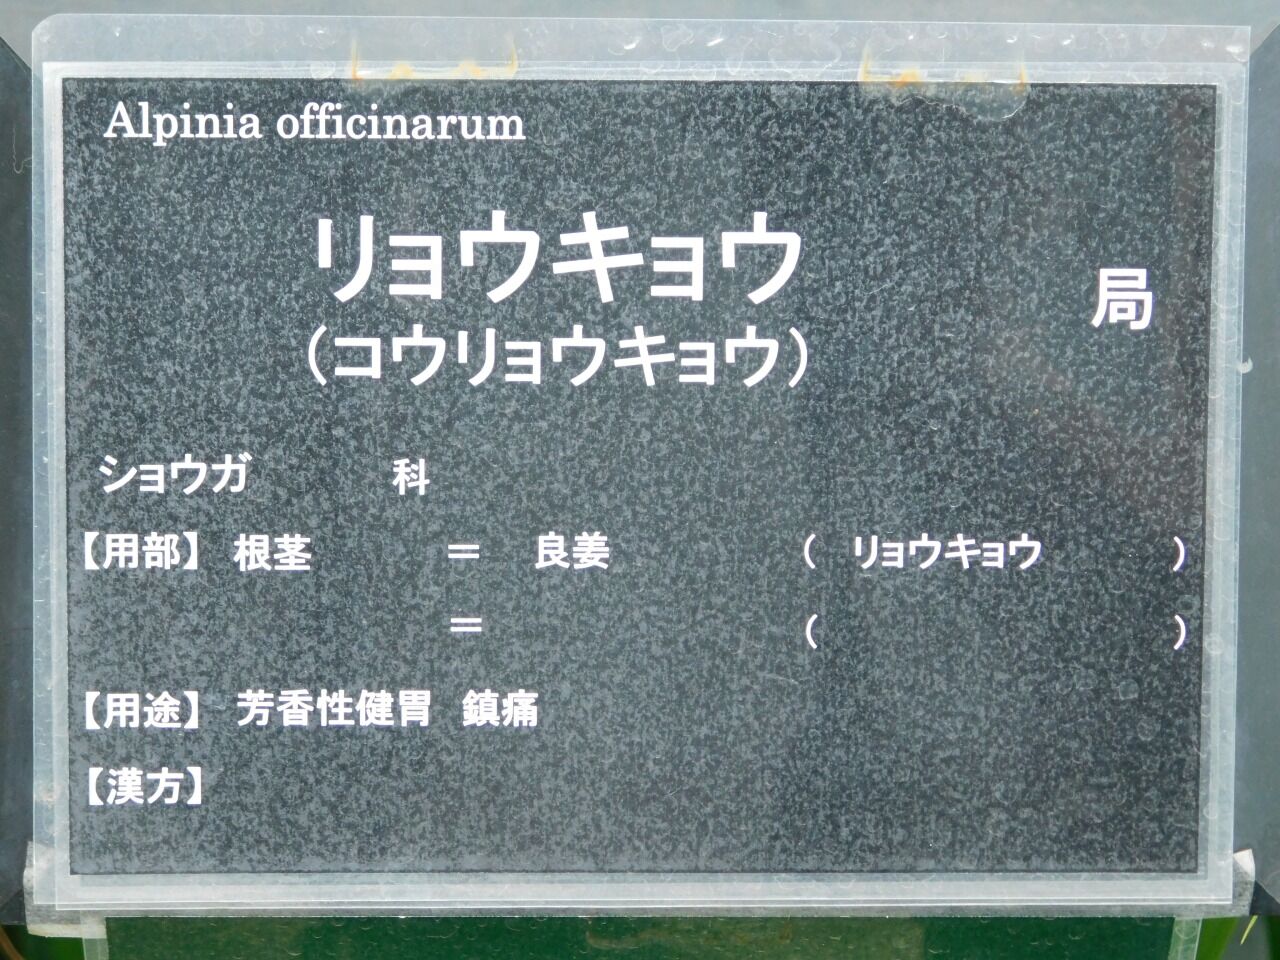 Alpinia officinarum
リョウキョウ
局
(コウリョウキョウ)
ショウガ 科
【用部】 根茎 = 良姜 ( リョウキョウ )
= ( )
【用途】 芳香性健胃 鎮痛
【漢方】